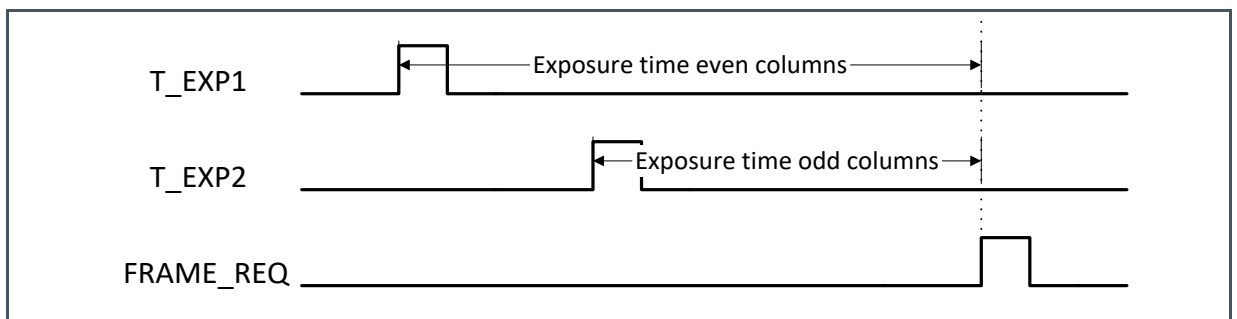 T_EXP1
Exposure time even columns
T_EXP2
Exposure time odd columns
FRAME_REQ